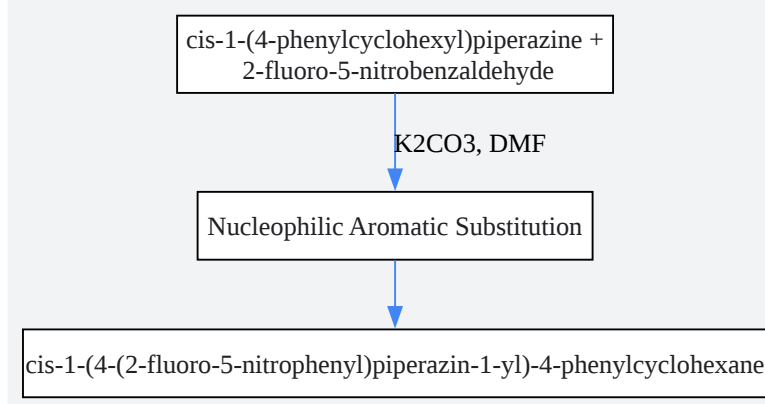 cis-1-(4-phenylcyclohexyl)piperazine +
2-fluoro-5-nitrobenzaldehyde
K2CO3, DMF
Nucleophilic Aromatic Substitution
cis-1-(4-(2-fluoro-5-nitrophenyl)piperazin-1-yl)-4-phenylcyclohexane